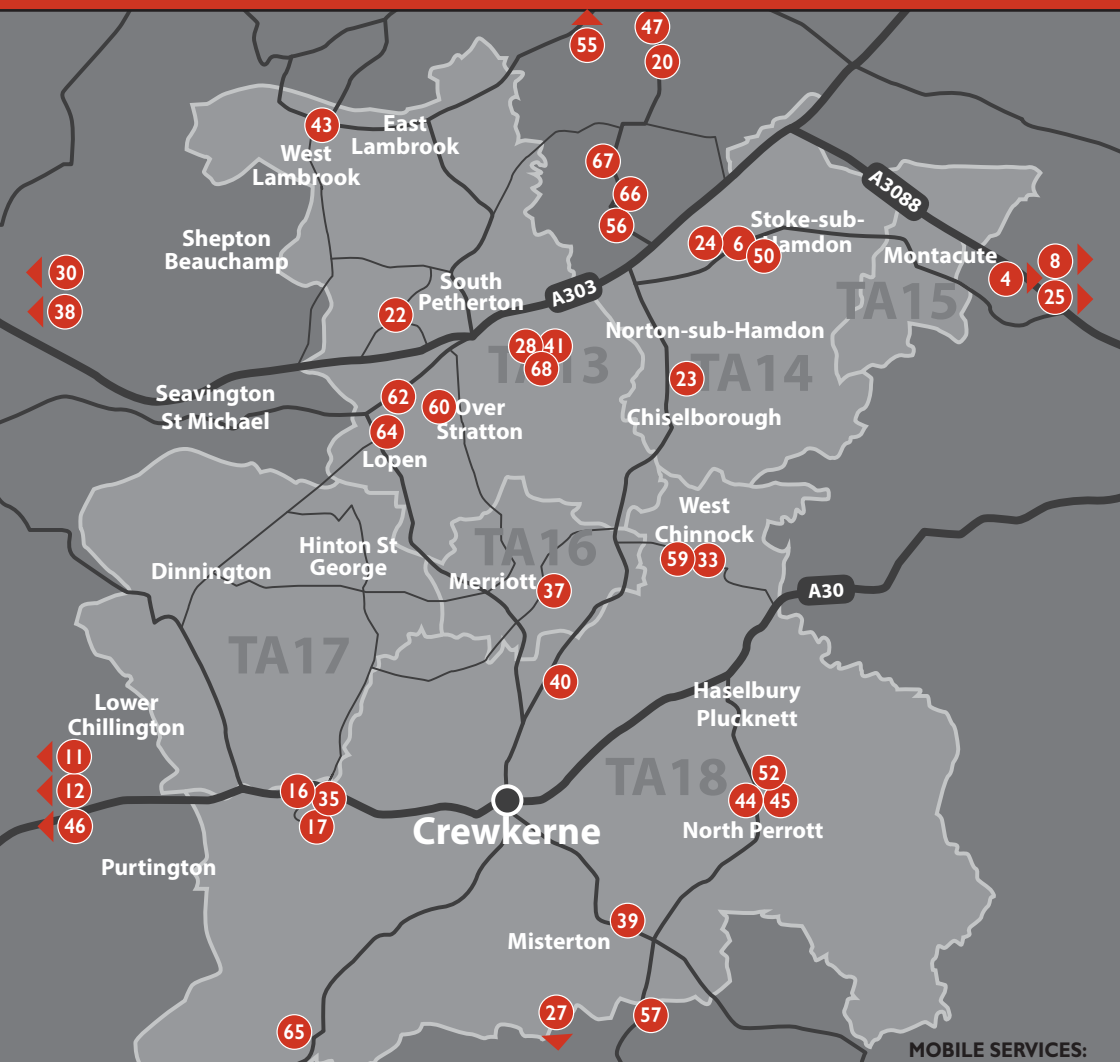 47
55
20
43
East
Lambrook
West
Lambrook
67
66
56
A3088
Stoke-sub-
Hamdon
24
6
50
Shepton
Beauchamp
Montacute
30
38
8
4
25
South
Petherton
A303
TA15
22
Norton-sub-Hamdon
28
41
68
TA13
23
TA14
Seavington
St Michael
62
60
Over
Stratton
64
Lopen
Chiselborough
West
Chinnock
59
33
TA16
Hinton St
George
Dinnington
Merriott
37
A30
TA17
40
Haselbury
Plucknett
Lower
Chillington
11
12
46
16
35
17
TA18
52
44
45
Crewkerne
North Perrott
Purtington
39
Misterton
27
57
65
MOBILE SERVICES: